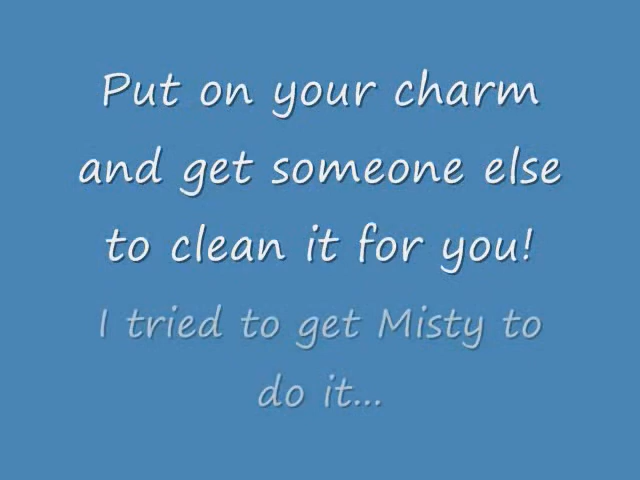 Put on your charm
and get someone else
to clean it for you!
I tried to get Misty to
do it...